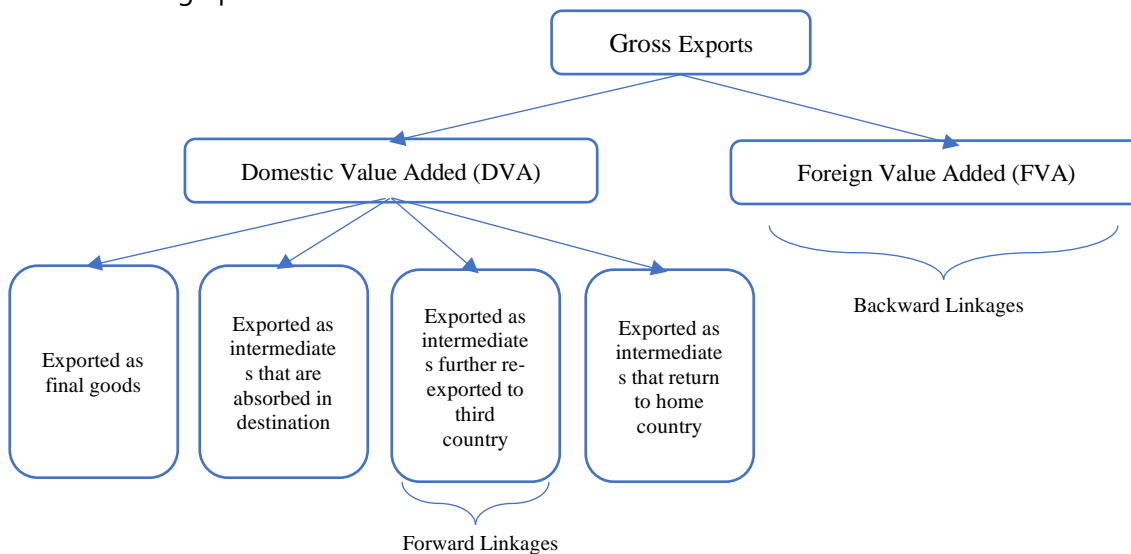 Gross Exports
Domestic Value Added (DVA)
Foreign Value Added (FVA)
Exported as
final goods
Exported as
intermediate
s that are
absorbed in
destination
Exported as
intermediate
s further re-
exported to
third
country
Exported as
intermediate
s that return
to home
country
Backward Linkages
Forward Linkages